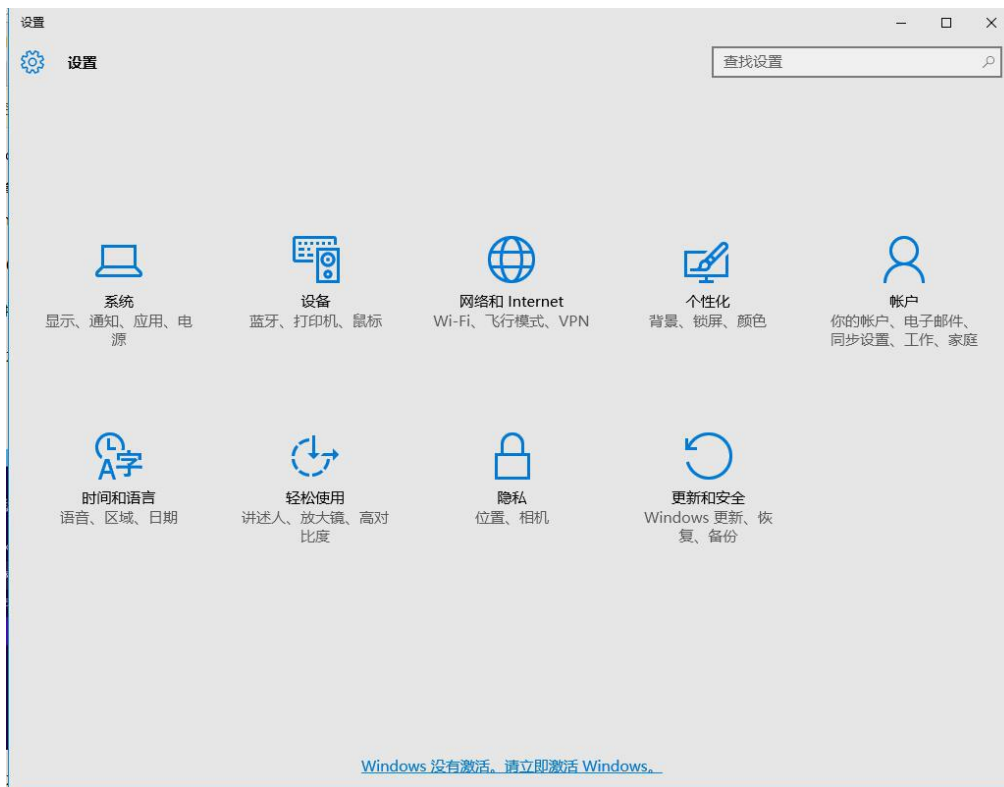 设置
设置
查找设置
系统
显示、通知、应用、电
源
设备
蓝牙、打印机、鼠标
网络和 Internet
Wi-Fi、飞行模式、VPN
个性化
背景、锁屏、颜色
帐户
你的帐户、电子邮件、
同步设置、工作、家庭
时间和语言
语音、区域、日期
轻松使用
讲述人、放大镜、高对
比度
隐私
位置、相机
更新和安全
Windows 更新、恢
复、备份
Windows 没有激活。请立即激活 Windows。